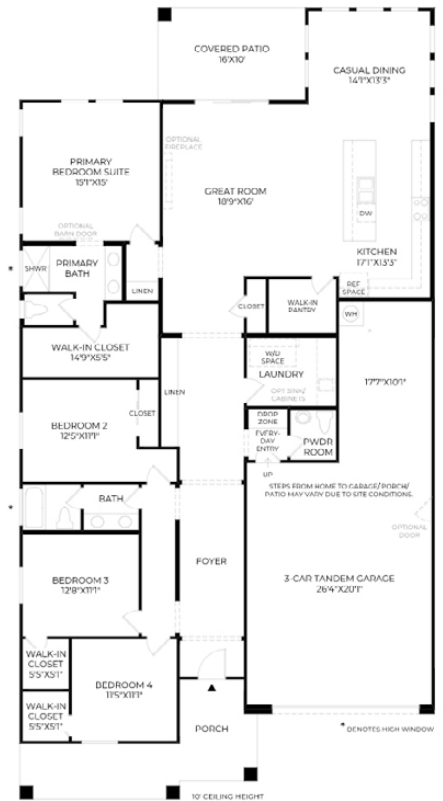 COVERED PATIO
16'X10'
CASUAL DINING
14'1"X13'3"
OPTIONAL
FIREPLACE
PRIMARY
BEDROOM SUITE
15'1"X15'
GREAT ROOM
18'9"X16'
DW
OPTIONAL
BARN DOOR
KITCHEN
17'1"X13'3"
*
SHWR
PRIMARY
BATH
LINEN
REF
SPACE
CLOSET
WALK-IN
PANTRY
WH
WALK-IN CLOSET
14'9"X5'5"
W/D
SPACE
LAUNDRY
OPT SINK/
CABINETS
17'7"X10'1"
LINEN
CLOSET
BEDROOM 2
12'5"X11'1"
DROP
ZONE
EVERY-
DAY
ENTRY
PWDR
ROOM
UP
STEPS FROM HOME TO GARAGE/ PORCH/
PATIO MAY VARY DUE TO SITE CONDITIONS.
*
BATH
OPTIONAL
DOOR
FOYER
BEDROOM 3
12'8"X11'1"
3-CAR TANDEM GARAGE
26'4"X20'1"
WALK-IN
CLOSET
5'5"X5'1"
BEDROOM 4
11'5"X11'1"
WALK-IN
CLOSET
5'5"X5'1"
PORCH
* DENOTES HIGH WINDOW
10' CEILING HEIGHT